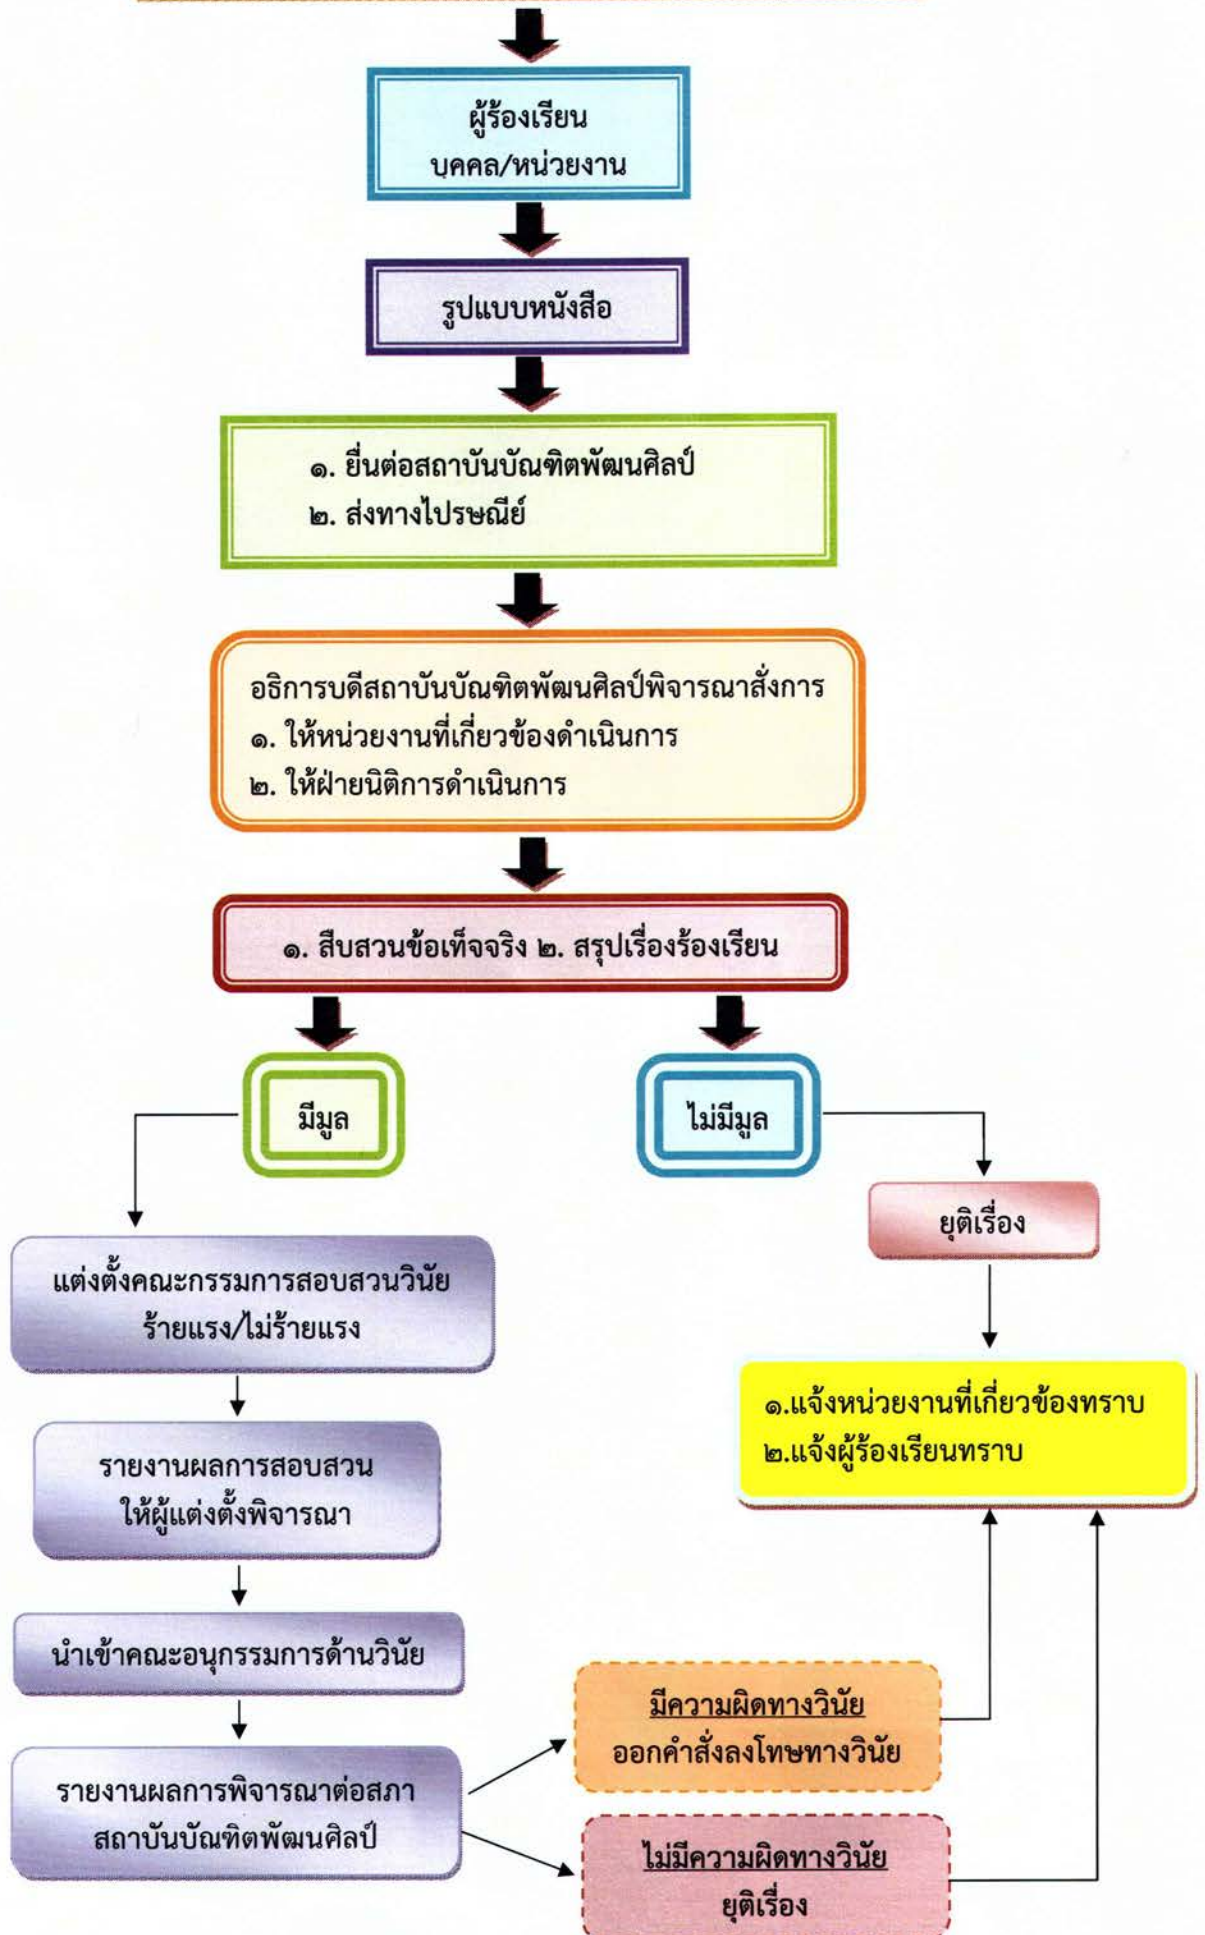 ผู้ร้องเรียน
บุคคล/หน่วยงาน
รูปแบบหนังสือ
๑. ยื่นต่อสถาบันบัณฑิตพัฒนศิลป์
๒. ส่งทางไปรษณีย์
อธิการบดีสถาบันบัณฑิตพัฒนศิลป์พิจารณาสั่งการ
๑. ให้หน่วยงานที่เกี่ยวข้องดำเนินการ
๒. ให้ฝ่ายนิติการดำเนินการ
๑. สืบสวนข้อเท็จจริง ๒. สรุปเรื่องร้องเรียน
มีมูล
ไม่มีมูล
ยุติเรื่อง
แต่งตั้งคณะกรรมการสอบสวนวินัย
ร้ายแรง/ไม่ร้ายแรง
๑.แจ้งหน่วยงานที่เกี่ยวข้องทราบ
๒.แจ้งผู้ร้องเรียนทราบ
รายงานผลการสอบสวน
ให้ผู้แต่งตั้งพิจารณา
นำเข้าคณะอนุกรรมการด้านวินัย
มีความผิดทางวินัย
ออกคำสั่งลงโทษทางวินัย
รายงานผลการพิจารณาต่อสภา
สถาบันบัณฑิตพัฒนศิลป์
ไม่มีความผิดทางวินัย
ยุติเรื่อง